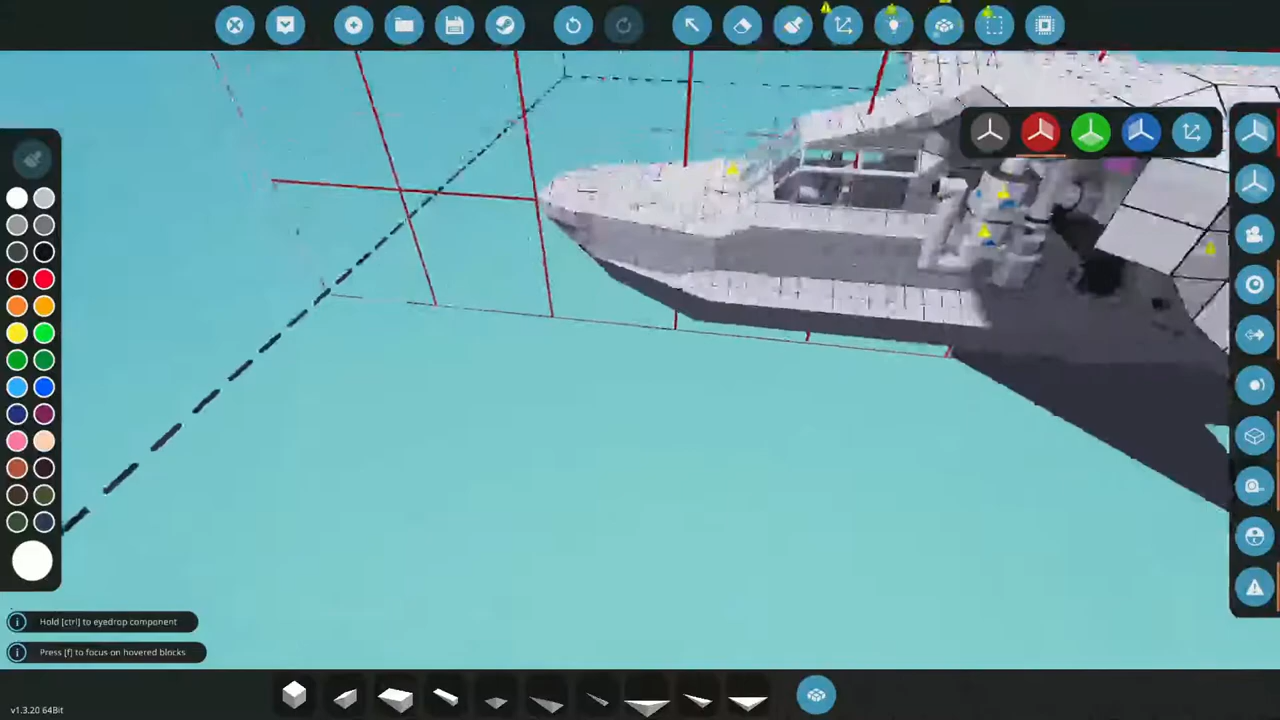 Hold [ctrl] to eyedrop component
Press [f] to focus on hovered blocks
v1.3.20 64Bit